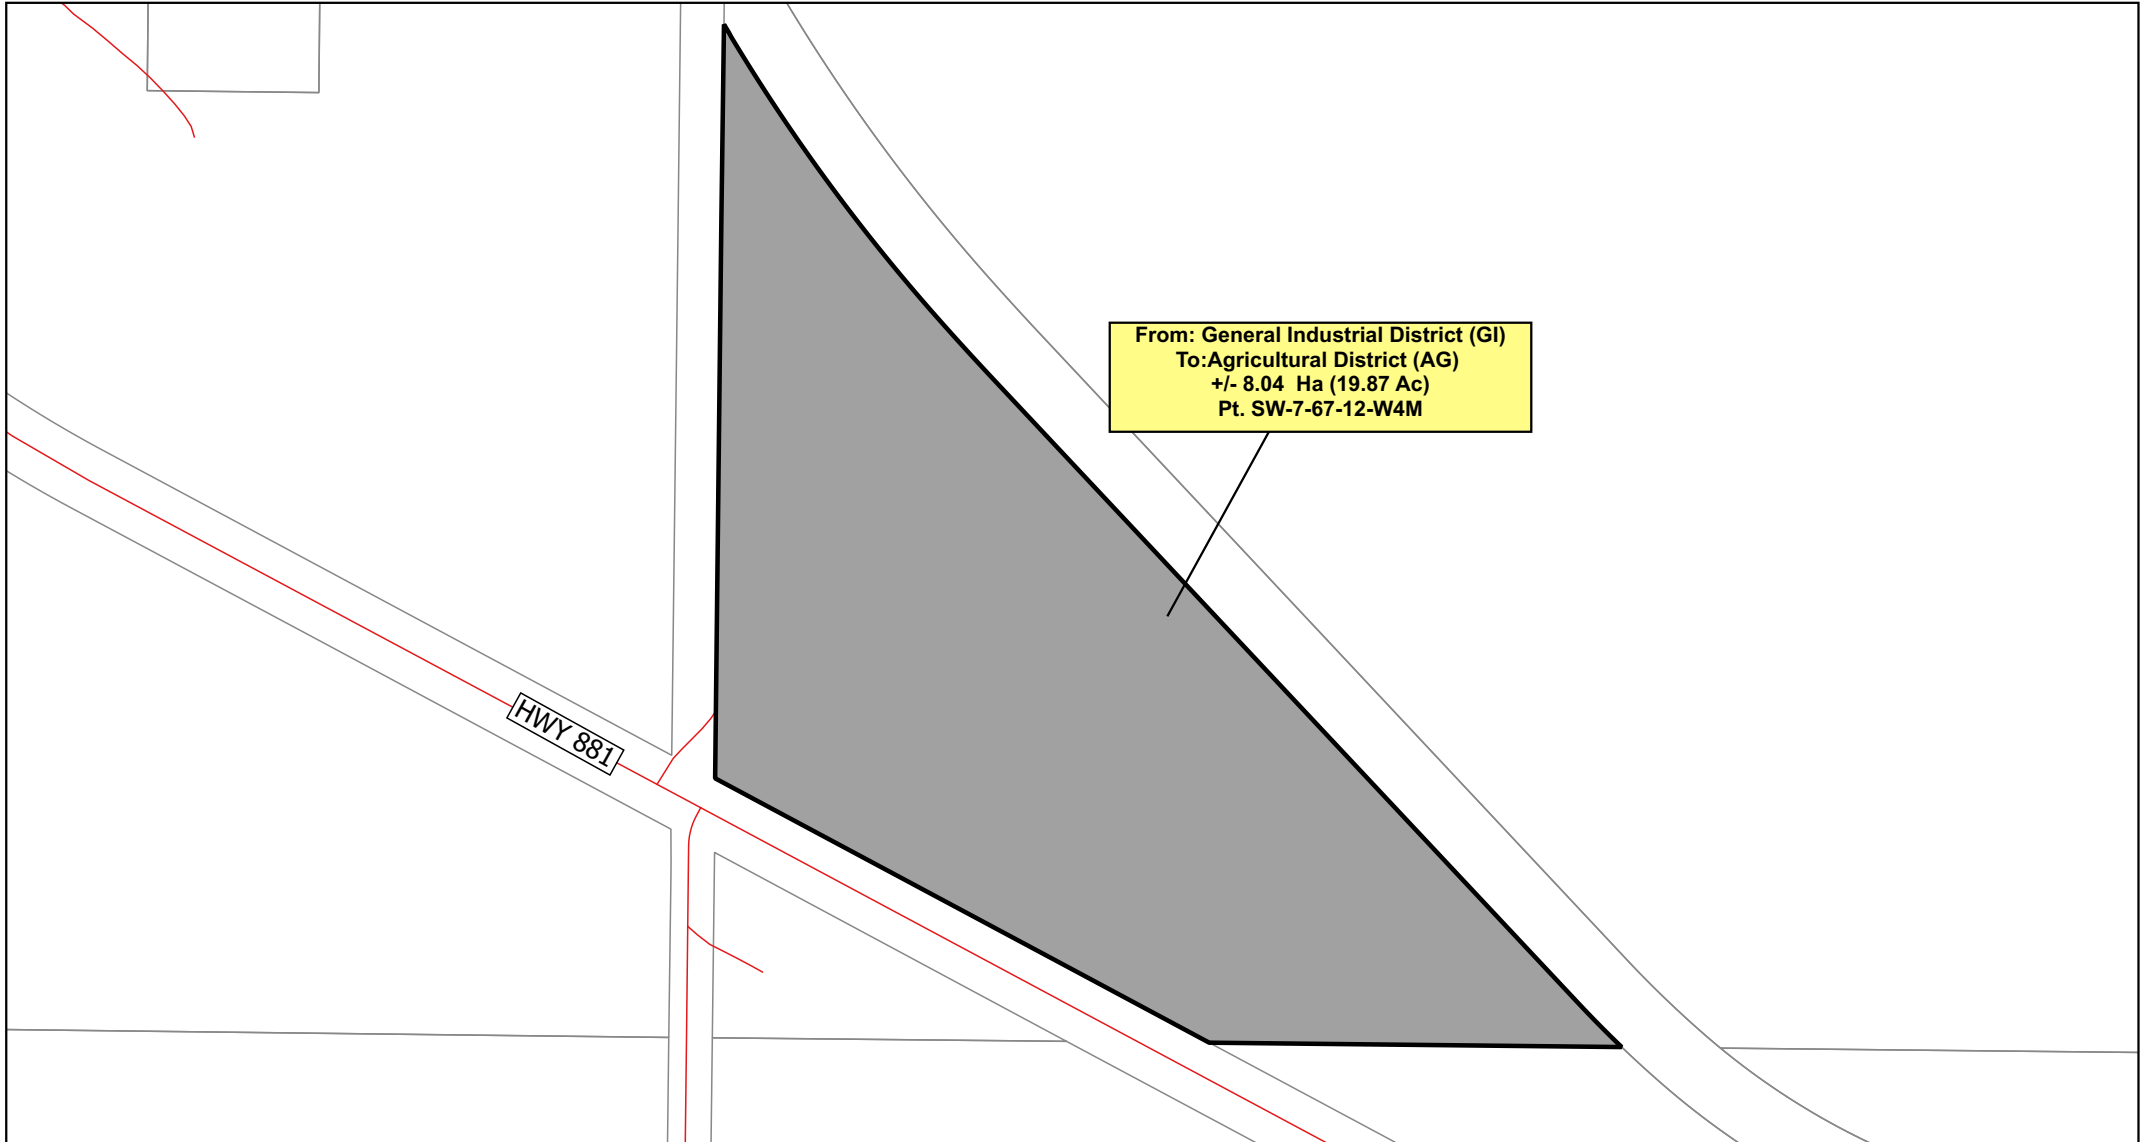 From: General Industrial District (GI)
To:Agricultural District (AG)
+/- 8.04  Ha (19.87 Ac)
Pt. SW-7-67-12-W4M
HWY 881